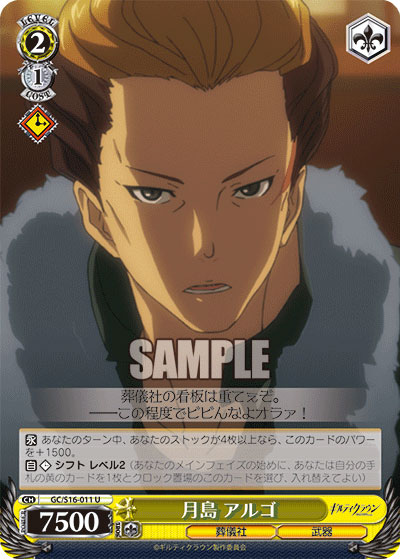 LEVEL
2
1
COST
SAMPLE
葬儀社の看板は重てぇぞ。
――この程度でビビんなよオラァ!
永 あなたのターン中、あなたのストックが4枚以上なら、このカードのパワー
を+1500。
永 シフト レベル2(あなたのメインフェイズの始めに、あなたは自分の手
札の黄のカードを1枚とクロック置場のこのカードを選び、入れ替えてよい)
CH GC/S16-011 U
7500
月島 アルゴ
ギルティクラウン
葬儀社
武器
©ギルティクラウン製作委員会